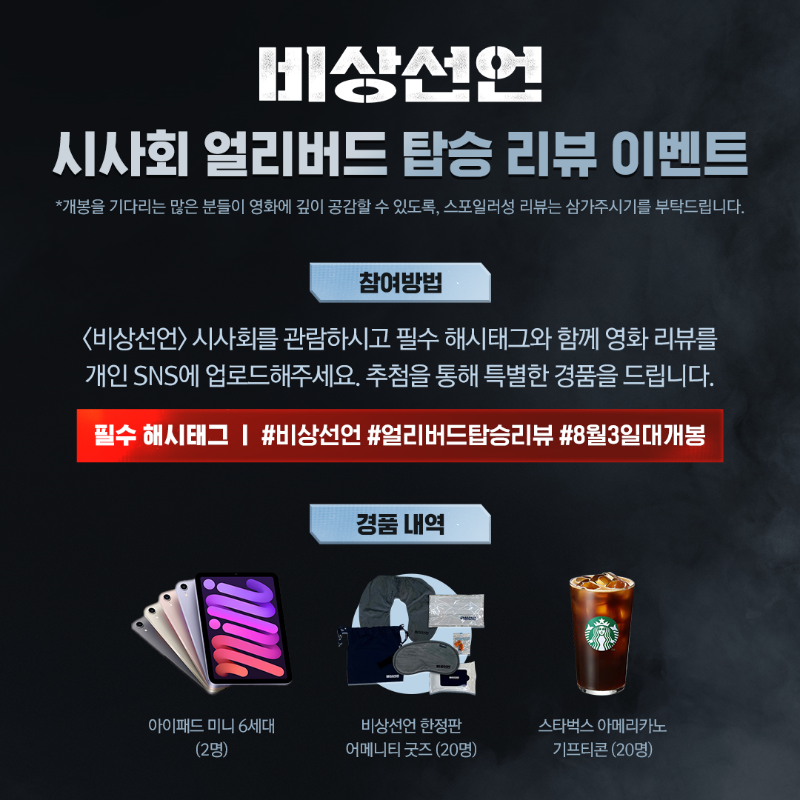 비상선언
시사회 얼리버드 탑승 리뷰 이벤트
*개봉을 기다리는 많은 분들이 영화에 깊이 공감할 수 있도록, 스포일러성 리뷰는 삼가주시기를 부탁드립니다.
참여방법
<비상선언> 시사회를 관람하시고 필수 해시태그와 함께 영화 리뷰를
개인 SNS에 업로드해주세요. 추첨을 통해 특별한 경품을 드립니다.
필수 해시태그 | #비상선언 #얼리버드탑승리뷰 #8월3일대개봉
경품 내역
아이패드 미니 6세대
(2명)
비상선언 한정판
어메니티 굿즈 (20명)
스타벅스 아메리카노
기프티콘 (20명)